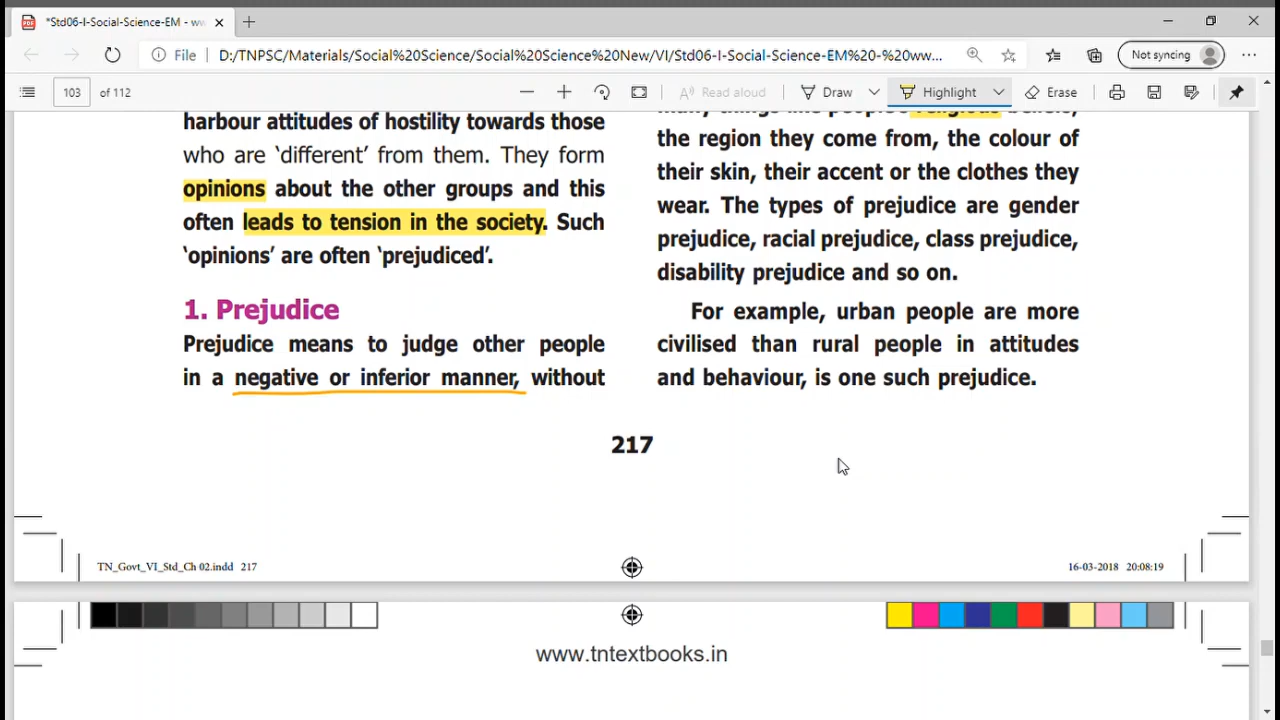 *Std06-I-Social-Science-EM - ww
File
D:/TNPSC/Materials/Social%20Science/Social%20Science%20New/VI/Std06-I-Social-Science-EM%20-%20ww...
Not syncing
103 of 112
Read aloud
Draw
Highlight
Erase
harbour attitudes of hostility towards those
who are ‘different’ from them. They form
opinions about the other groups and this
often leads to tension in the society. Such
‘opinions’ are often ‘prejudiced’.
1. Prejudice
Prejudice means to judge other people
in a negative or inferior manner, without
many things like people's religious beliefs,
the region they come from, the colour of
their skin, their accent or the clothes they
wear. The types of prejudice are gender
prejudice, racial prejudice, class prejudice,
disability prejudice and so on.
For example, urban people are more
civilised than rural people in attitudes
and behaviour, is one such prejudice.
217
TN_Govt_VI_Std_Ch 02.indd 217
16-03-2018 20:08:19
www.tntextbooks.in